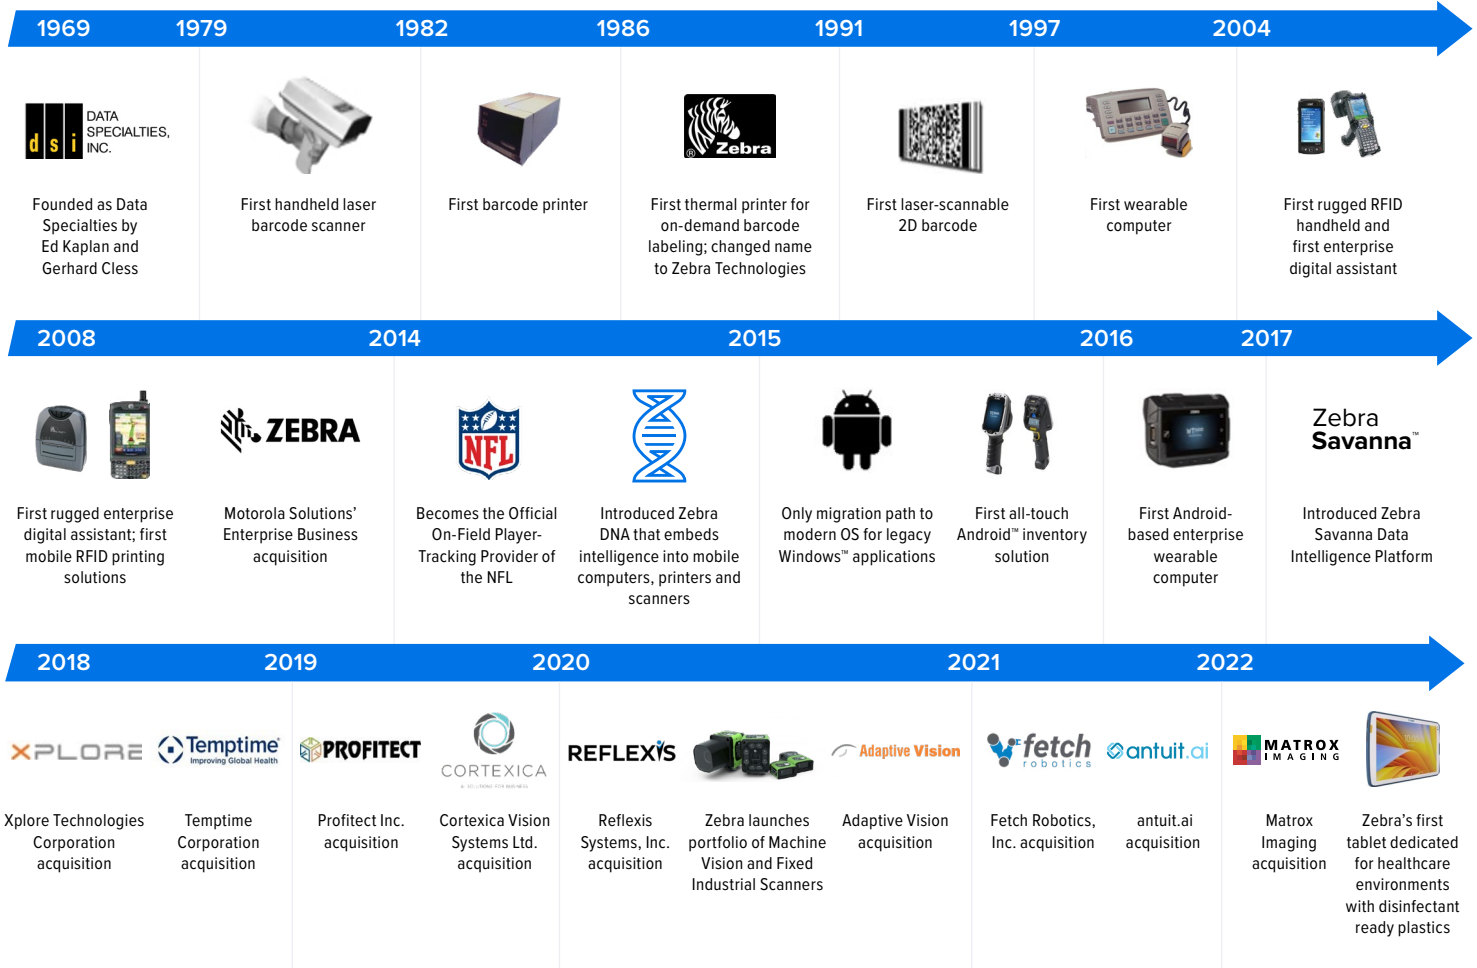 1969 1979 1982 1986 1991 1997 2004
dsi
DATA
SPECIALTIES,
INC.
Founded as Data
Specialties by
Ed Kaplan and
Gerhard Cless
First handheld laser
barcode scanner
First barcode printer
® Zebra
First thermal printer for
on-demand barcode
labeling; changed name
to Zebra Technologies
First laser-scannable
2D barcode
First wearable
computer
First rugged RFID
handheld and
first enterprise
digital assistant
2008 2014 2015 2016 2017
First rugged enterprise
digital assistant; first
mobile RFID printing
solutions
ZEBRA
Motorola Solutions'
Enterprise Business
acquisition
NFL
Becomes the Official
On-Field Player-
Tracking Provider of
the NFL
Introduced Zebra
DNA that embeds
intelligence into mobile
computers, printers and
scanners
Only migration path to
modern OS for legacy
Windows™ applications
First all-touch
Android™ inventory
solution
First Android-
based enterprise
wearable
computer
Zebra
Savanna™
Introduced Zebra
Savanna Data
Intelligence Platform
2018 2019 2020 2021 2022
XPLORE
Xplore Technologies
Corporation
acquisition
Temptime®
Improving Global Health
Temptime
Corporation
acquisition
PROFITECT
Profitect Inc.
acquisition
CORTEXICA
AI SOLUTIONS FOR BUSINESS
Cortexica Vision
Systems Ltd.
acquisition
REFLEXIS
Reflexis
Systems, Inc.
acquisition
Zebra launches
portfolio of Machine
Vision and Fixed
Industrial Scanners
Adaptive Vision
Adaptive Vision
acquisition
fetch
robotics
Fetch Robotics,
Inc. acquisition
antuit.ai
antuit.ai
acquisition
MATROX
IMAGING
Matrox
Imaging
acquisition
Zebra's first
tablet dedicated
for healthcare
environments
with disinfectant
ready plastics